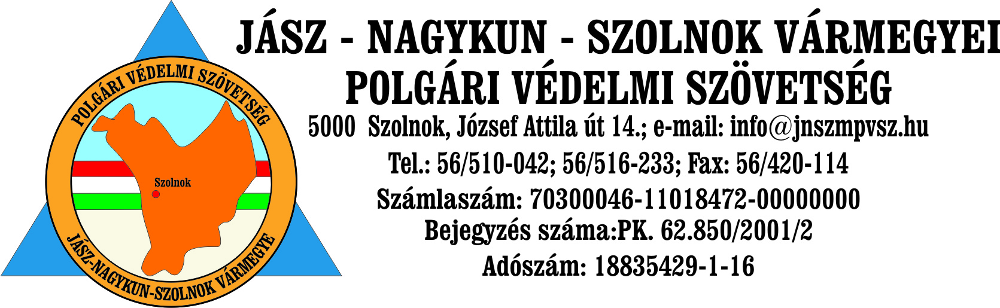 JÁSZ - NAGYKUN - SZOLNOK VÁRMEGYEI
POLGÁRI VÉDELMI SZÖVETSÉG
5000 Szolnok, József Attila út 14.; e-mail: info@jnszmpvsz.hu
Tel.: 56/510-042; 56/516-233; Fax: 56/420-114
Számlaszám: 70300046-11018472-00000000
Bejegyzés száma:PK. 62.850/2001/2
Adószám: 18835429-1-16
POLGÁRI VÉDELMI SZÖVETSÉG
Szolnok
JÁSZ-NAGYKUN-SZOLNOK VÁRMEGYE